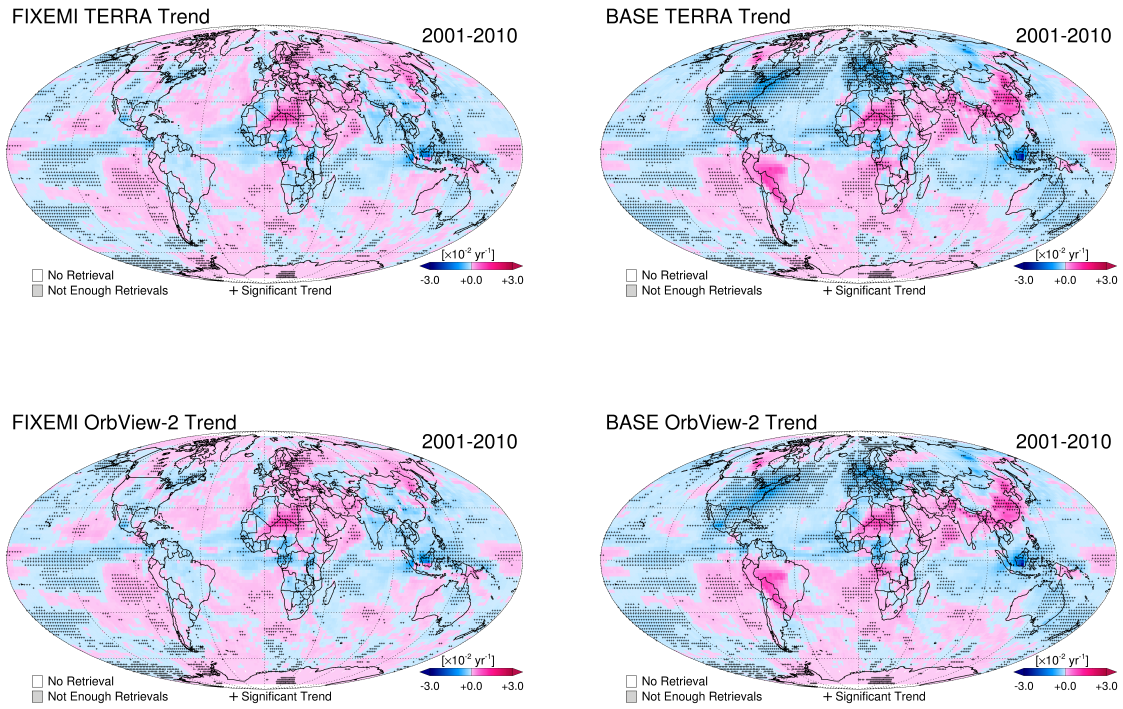 FIXEMI TERRA Trend
2001-2010
[×10⁻² yr⁻¹]
No Retrieval
Not Enough Retrievals
+ Significant Trend
-3.0 +0.0 +3.0
BASE TERRA Trend
2001-2010
[×10⁻² yr⁻¹]
No Retrieval
Not Enough Retrievals
+ Significant Trend
-3.0 +0.0 +3.0
FIXEMI OrbView-2 Trend
2001-2010
[×10⁻² yr⁻¹]
No Retrieval
Not Enough Retrievals
+ Significant Trend
-3.0 +0.0 +3.0
BASE OrbView-2 Trend
2001-2010
[×10⁻² yr⁻¹]
No Retrieval
Not Enough Retrievals
+ Significant Trend
-3.0 +0.0 +3.0